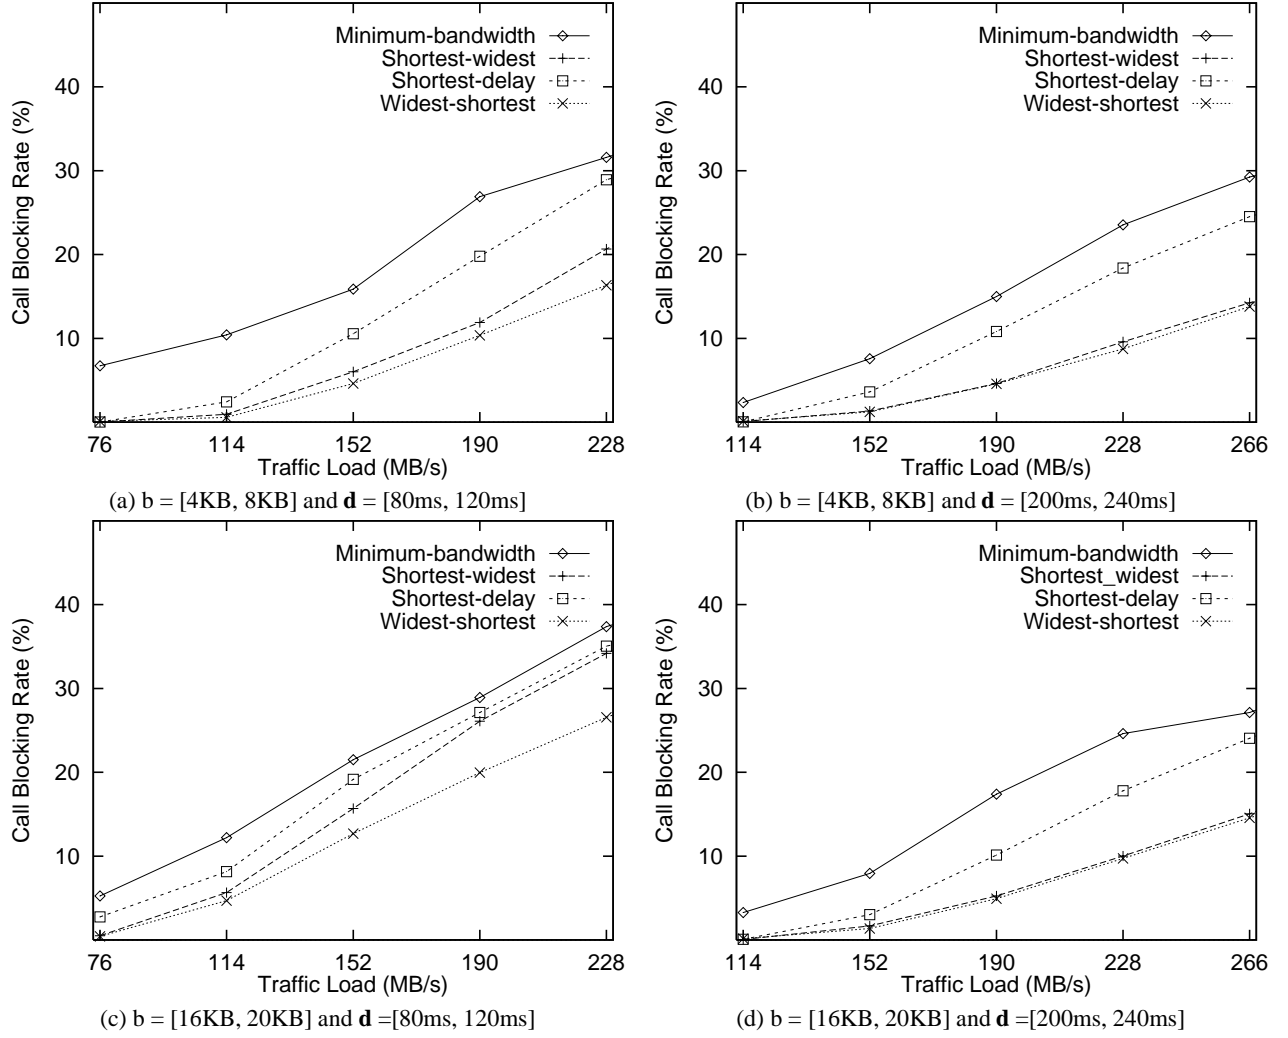 Minimum-bandwidth
Shortest-widest
Shortest-delay
Widest-shortest
40
30
20
10
Call Blocking Rate (%)
76 114 152 190 228
Traffic Load (MB/s)
(a) b = [4KB, 8KB] and d = [80ms, 120ms]
Minimum-bandwidth
Shortest-widest
Shortest-delay
Widest-shortest
40
30
20
10
Call Blocking Rate (%)
114 152 190 228 266
Traffic Load (MB/s)
(b) b = [4KB, 8KB] and d = [200ms, 240ms]
Minimum-bandwidth
Shortest-widest
Shortest-delay
Widest-shortest
40
30
20
10
Call Blocking Rate (%)
76 114 152 190 228
Traffic Load (MB/s)
(c) b = [16KB, 20KB] and d =[80ms, 120ms]
Minimum-bandwidth
Shortest_widest
Shortest-delay
Widest-shortest
40
30
20
10
Call Blocking Rate (%)
114 152 190 228 266
Traffic Load (MB/s)
(d) b = [16KB, 20KB] and d =[200ms, 240ms]